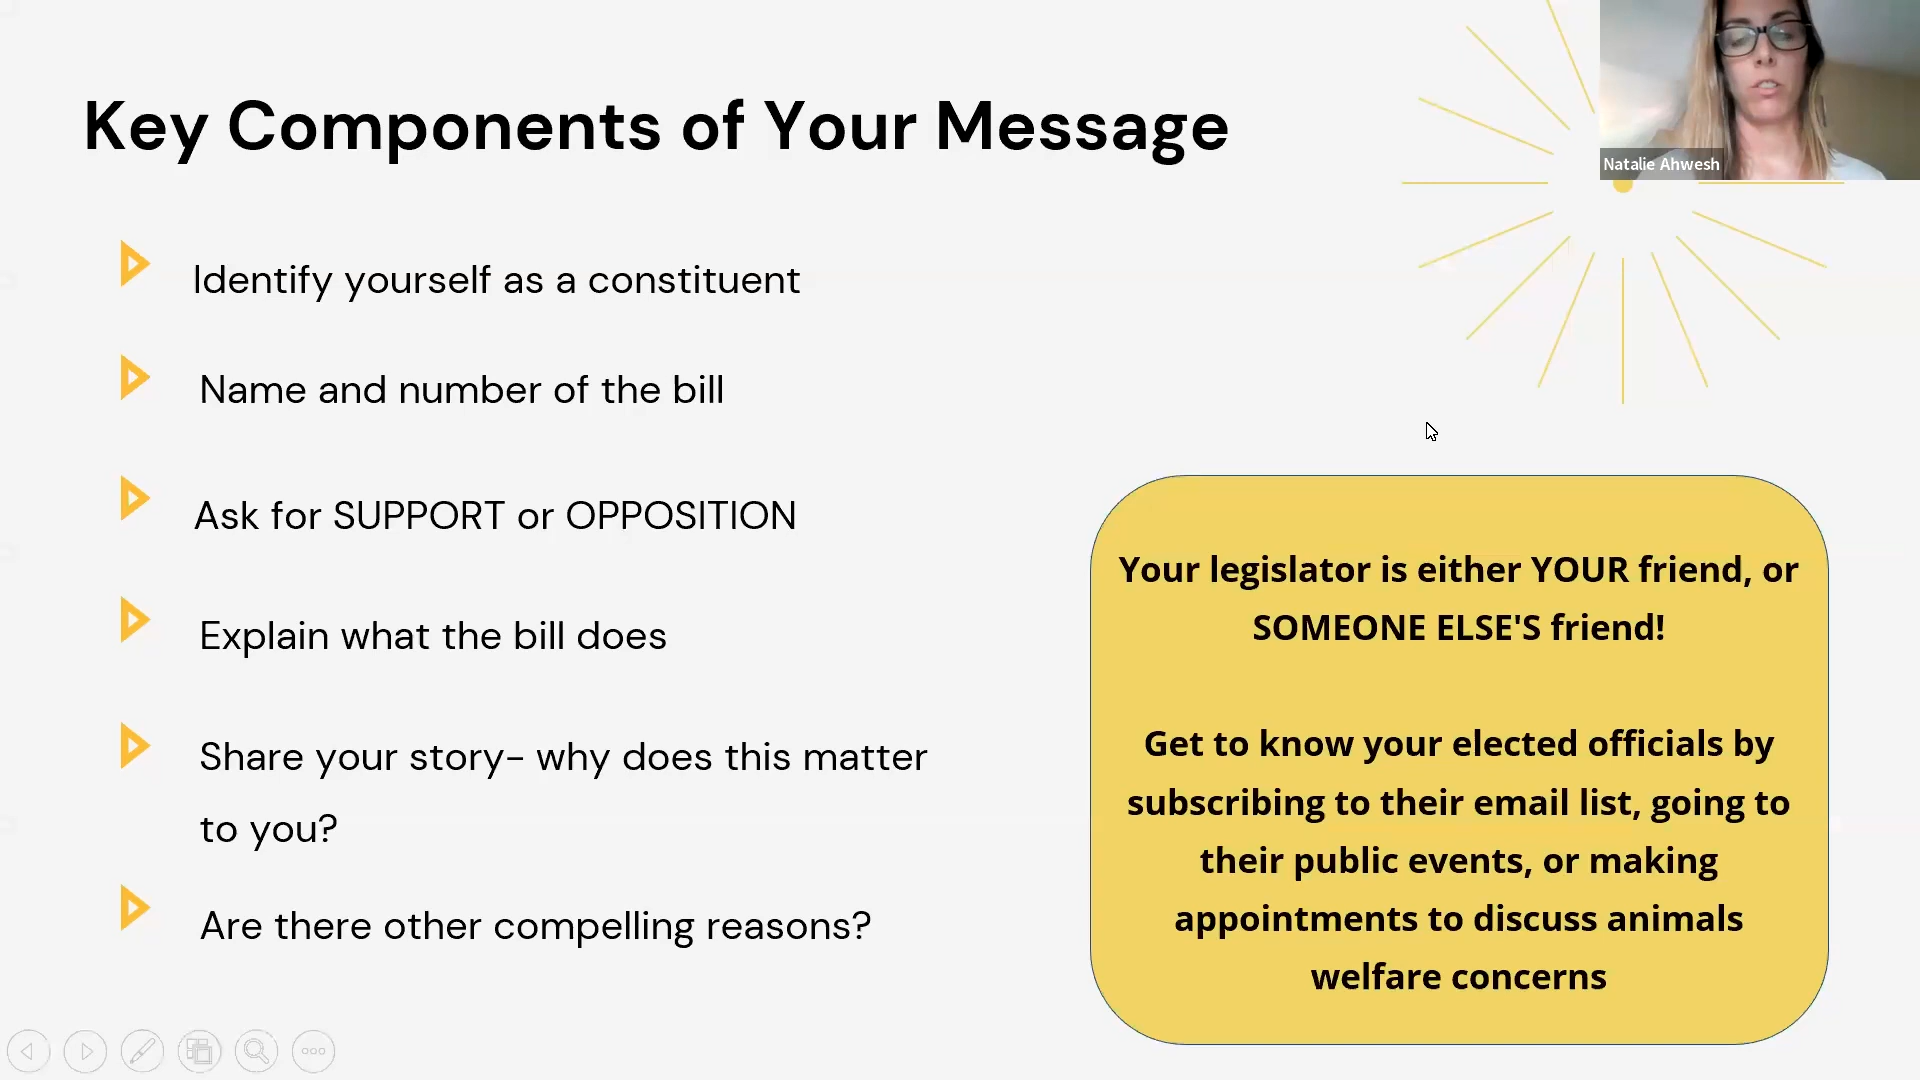 Key Components of Your Message
Natalie Ahwesh
Identify yourself as a constituent
Name and number of the bill
Ask for SUPPORT or OPPOSITION
Explain what the bill does
Share your story- why does this matter
to you?
Are there other compelling reasons?
Your legislator is either YOUR friend, or
SOMEONE ELSE'S friend!
Get to know your elected officials by
subscribing to their email list, going to
their public events, or making
appointments to discuss animals
welfare concerns